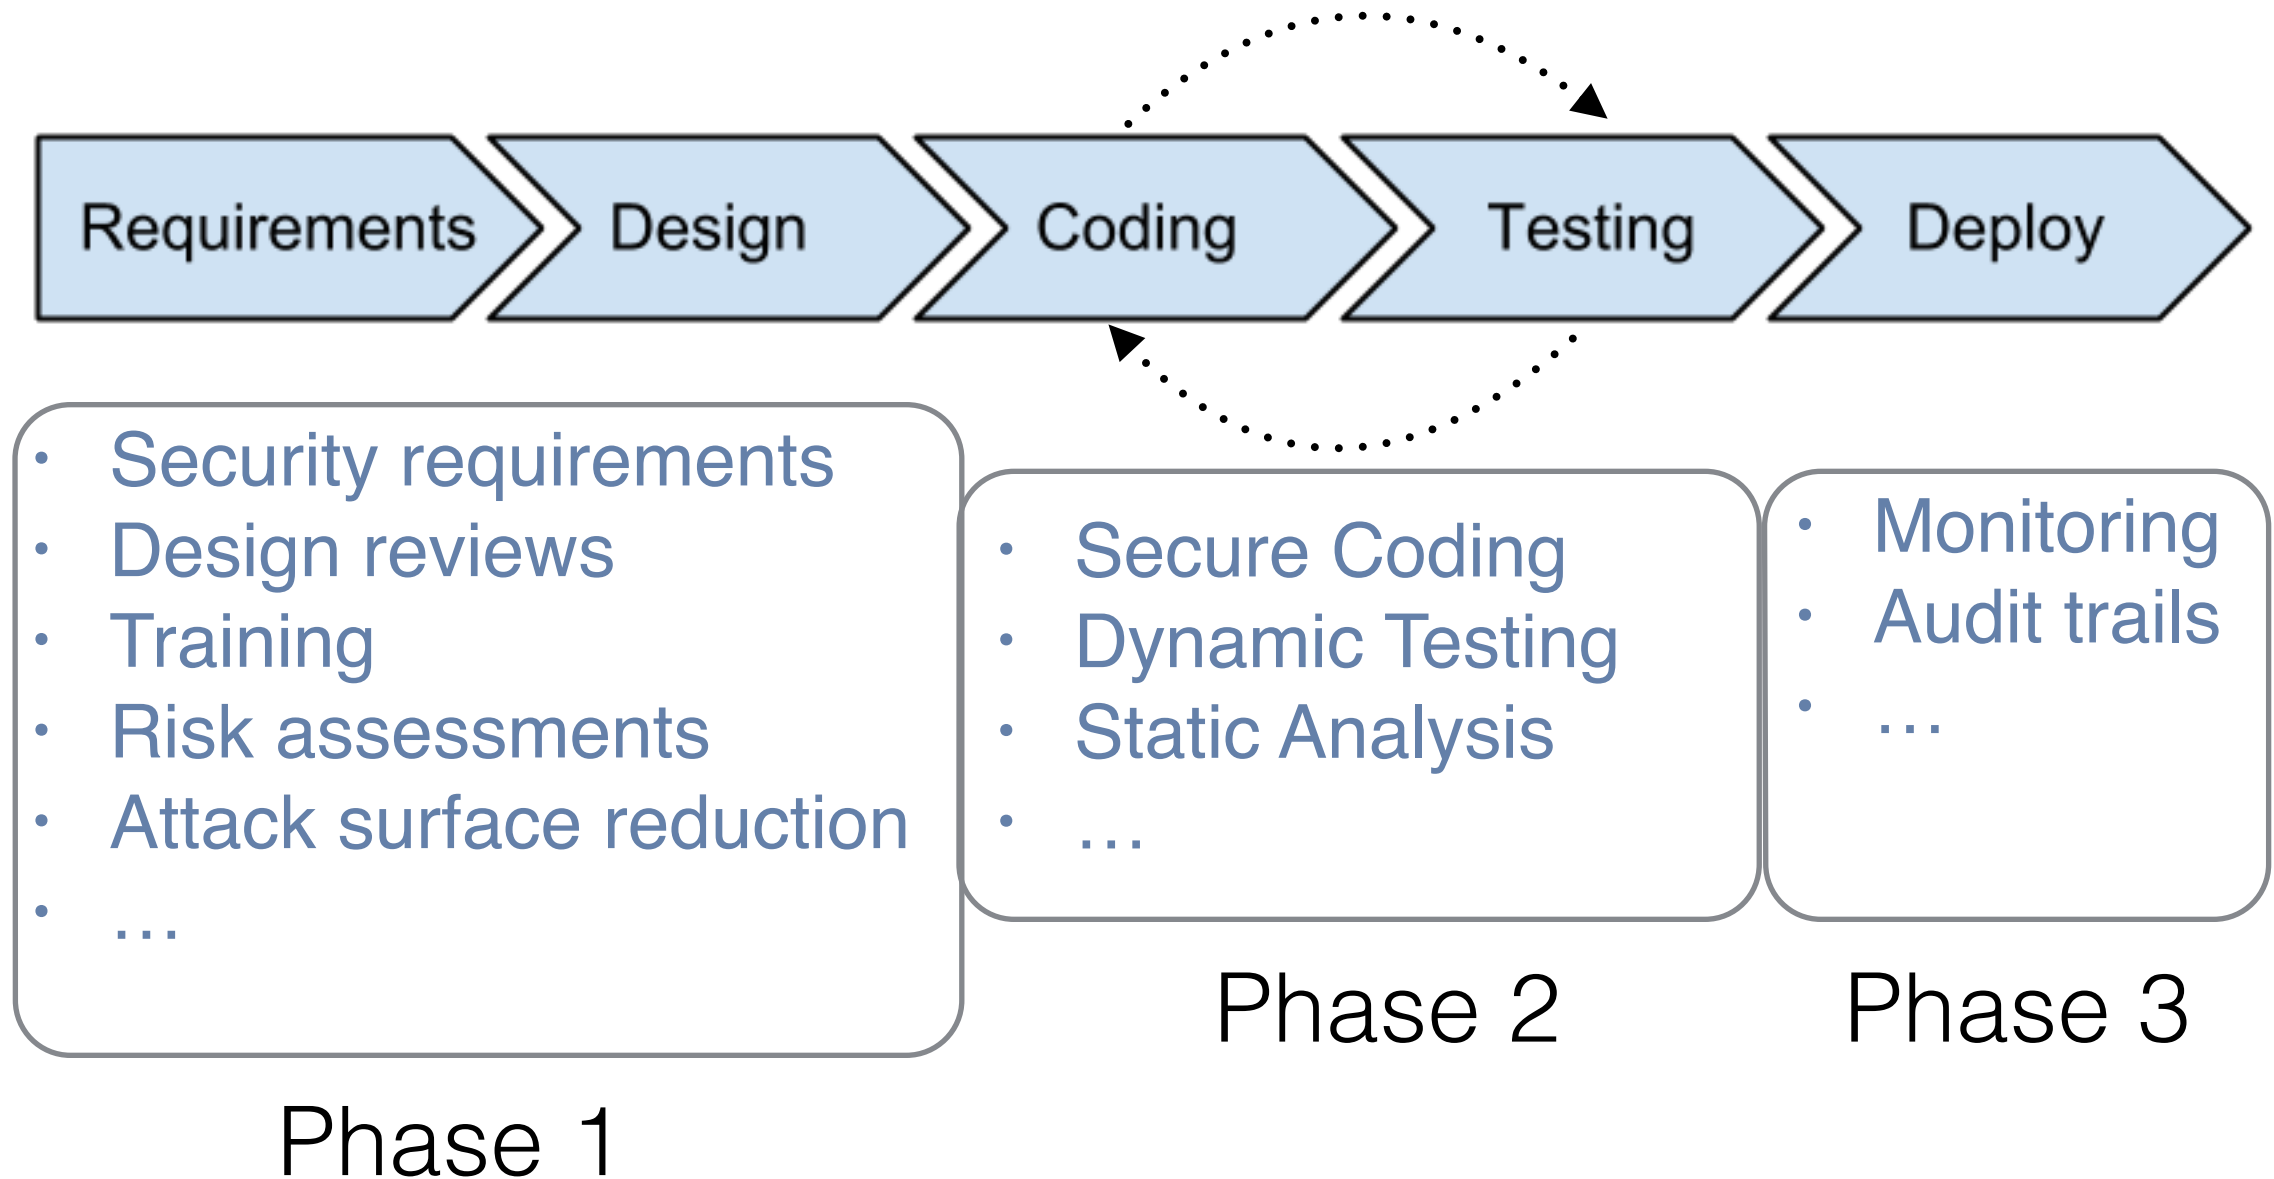 Requirements
Design
Coding
Testing
Deploy
• Security requirements
• Design reviews
• Training
• Risk assessments
• Attack surface reduction
• …
Phase 1
• Secure Coding
• Dynamic Testing
• Static Analysis
• …
Phase 2
• Monitoring
• Audit trails
• …
Phase 3